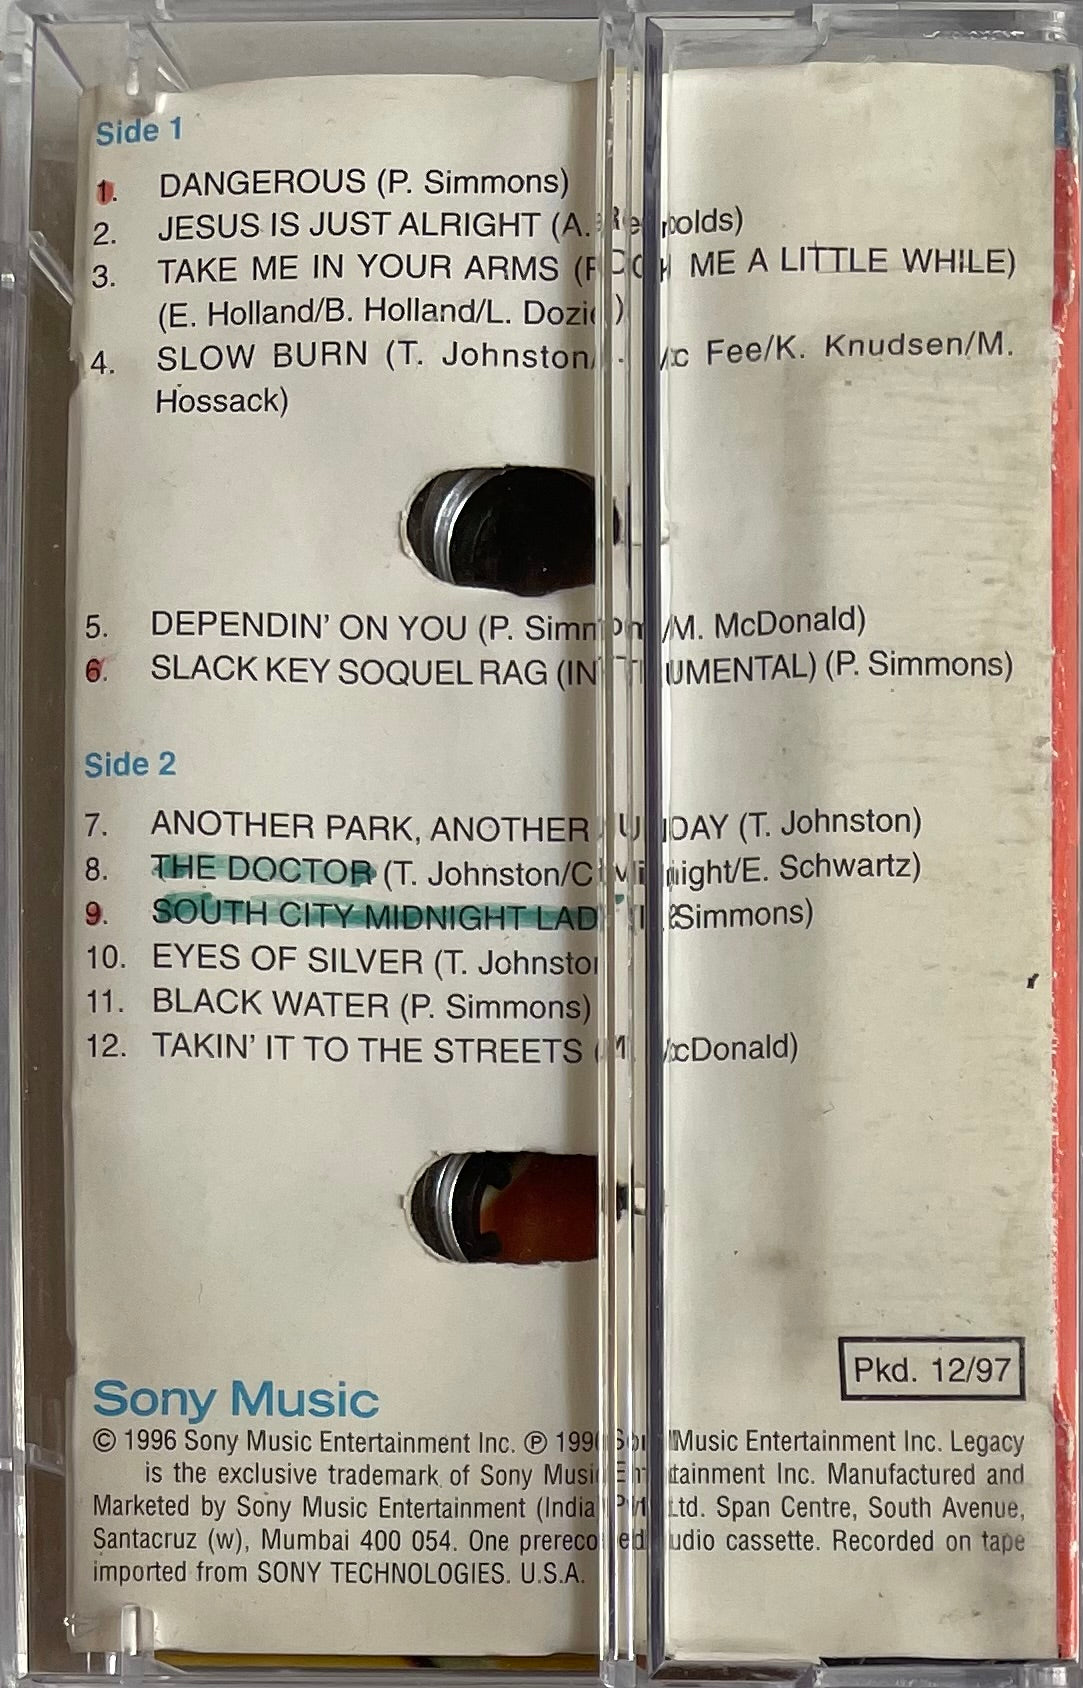 Side 1
1. DANGEROUS (P. Simmons)
2. JESUS IS JUST ALRIGHT (A.
3. TAKE ME IN YOUR ARMS ( ME A LITTLE WHILE)
(E. Holland/B. Holland/L.
4. SLOW BURN (T. Johnston/ Fee/K. Knudsen/M.
Hossack)
5. DEPENDIN' ON YOU (P. /M. McDonald)
6. SLACK KEY SOQUEL RAG (P. Simmons)
Side 2
7. ANOTHER PARK, ANOTHER (T. Johnston)
8. THE DOCTOR (T. Johnston/ Schwartz)
9. SOUTH CITY MIDNIGHT Simmons)
10. EYES OF SILVER (T.
11. BLACK WATER (P. Simmons)
12. TAKIN' IT TO THE STREETS McDonald)
Pkd. 12/97
Sony Music
© 1996 Sony Music Entertainment Inc. ℗ Music Entertainment Inc. Legacy
is the exclusive trademark of Sony Music Inc. Manufactured and
Marketed by Sony Music Entertainment (India) Pvt. Ltd. Span Centre, South Avenue,
Santacruz (w), Mumbai 400 054. One audio cassette. Recorded on tape
imported from SONY TECHNOLOGIES. U.S.A.